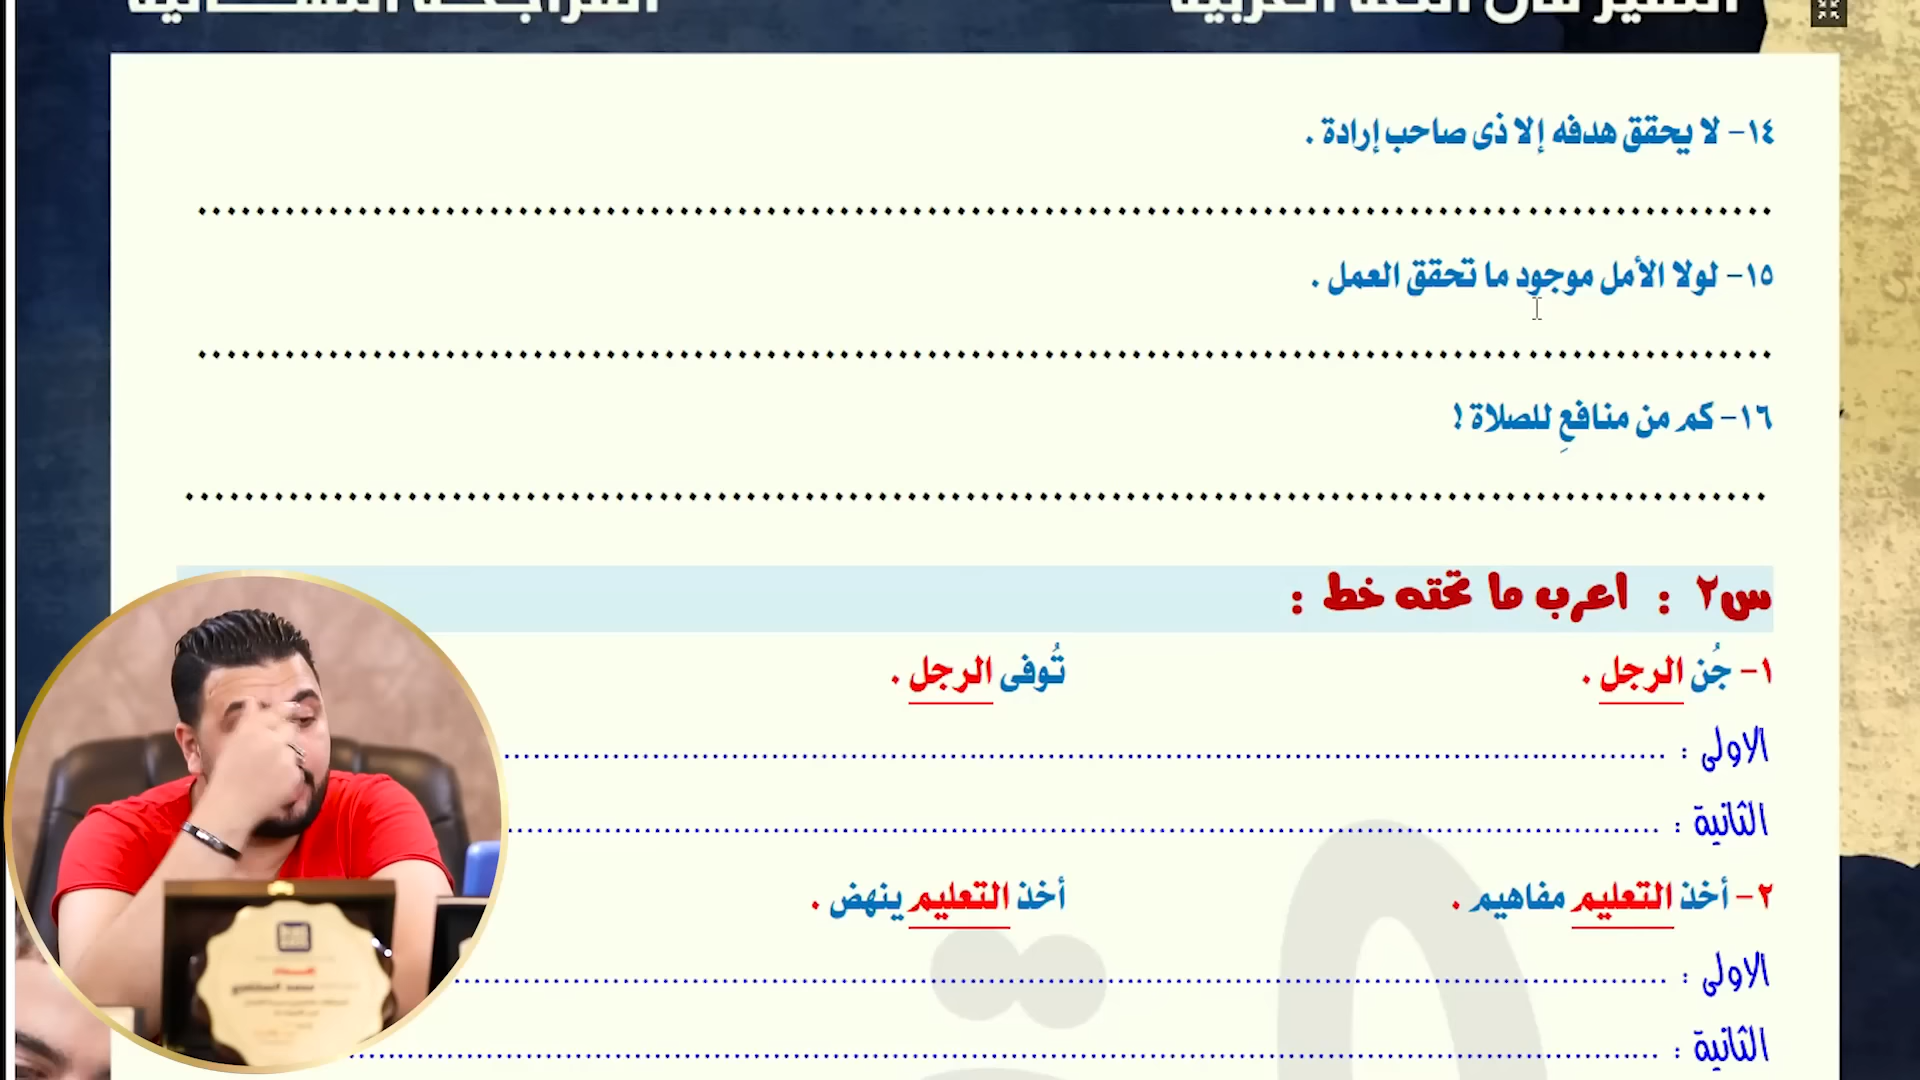 ١٤- لا يحقق هدفه إلا ذى صاحب إرادة .
١٥- لولا الأمل موجود ما تحقق العمل .
١٦- كم من منافعِ للصلاة !
س٢ : اعرب ما تحته خط :
١- جُن الرجل . تُوفى الرجل .
الاولى :
الثانية :
٢- أخذ التعليم مفاهيم . أخذ التعليم ينهض .
الاولى :
الثانية :